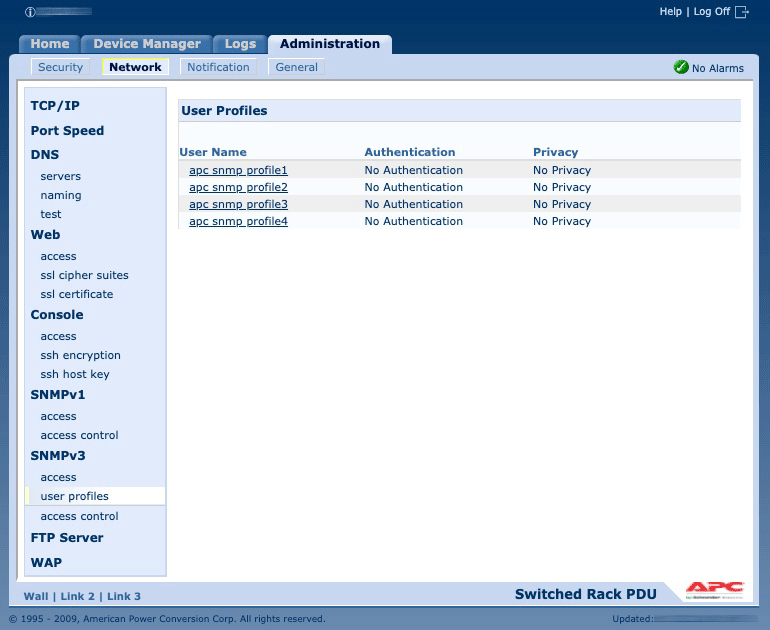 Help | Log Off
Home Device Manager Logs Administration
Security Network Notification General No Alarms
TCP/IP
Port Speed
DNS
servers
naming
test
Web
access
ssl cipher suites
ssl certificate
Console
access
ssh encryption
ssh host key
SNMPv1
access
access control
SNMPv3
access
user profiles
access control
FTP Server
WAP
User Profiles
User Name Authentication Privacy
apc snmp profile1 No Authentication No Privacy
apc snmp profile2 No Authentication No Privacy
apc snmp profile3 No Authentication No Privacy
apc snmp profile4 No Authentication No Privacy
Wall | Link 2 | Link 3
Switched Rack PDU
APC
© 1995 - 2009, American Power Conversion Corp. All rights reserved.
Updated: